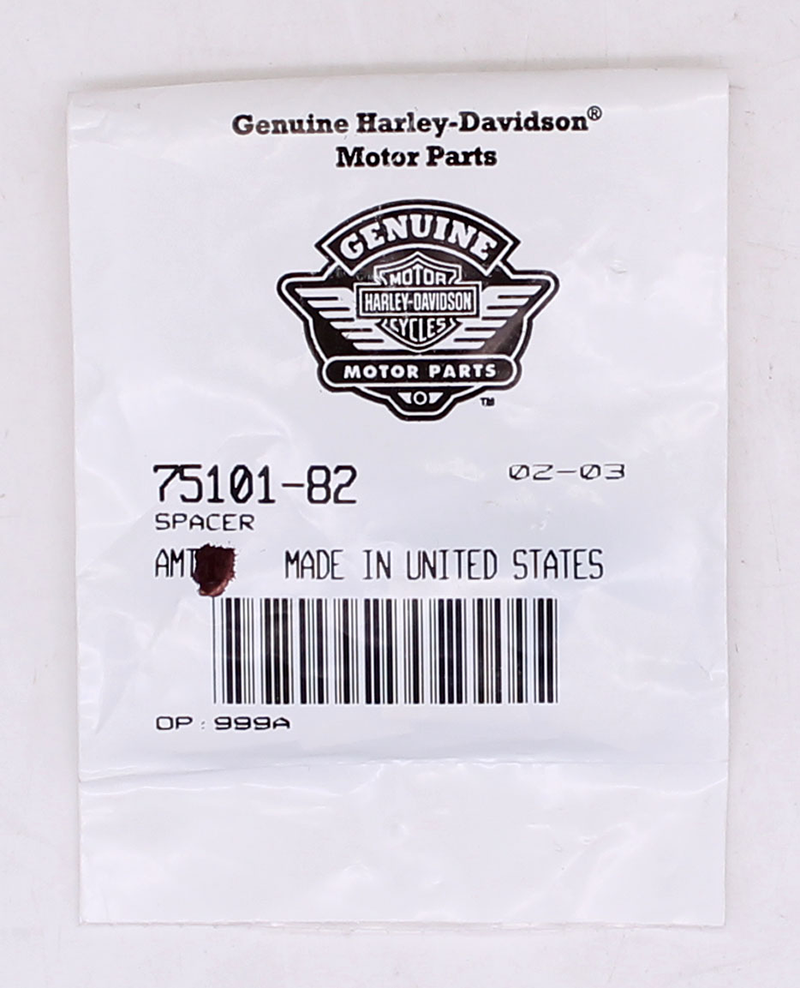 Genuine Harley-Davidson®
Motor Parts
GENUINE
MOTOR
HARLEY-DAVIDSON
CYCLES
MOTOR PARTS
TM
75101-82
02-03
SPACER
AMT
MADE IN UNITED STATES
OP:999A